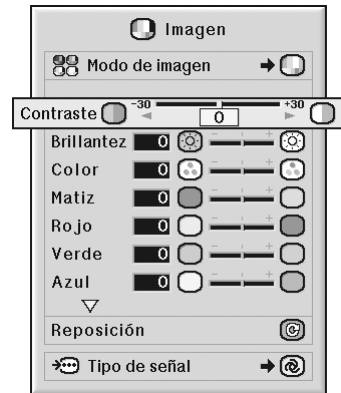 Imagen
Modo de imagen
Contraste -30 0 +30
Brillantez 0 - +
Color 0 - +
Matiz 0 - +
Rojo 0 - +
Verde 0 - +
Azul 0 - +
Reposición
Tipo de señal